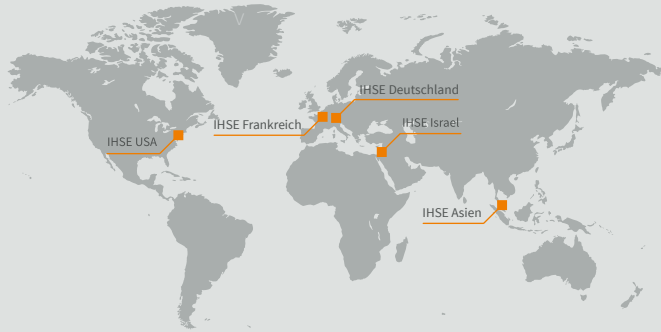 IHSE Deutschland
IHSE Frankreich
IHSE Israel
IHSE USA
IHSE Asien